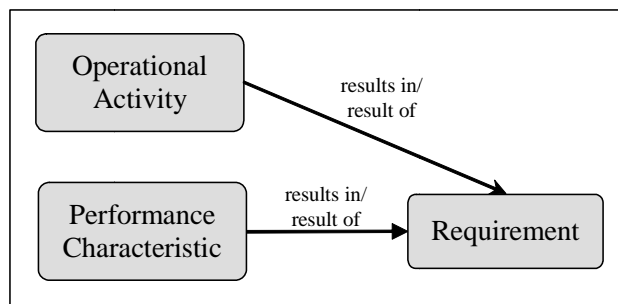 Operational
Activity
results in/
result of
Performance
Characteristic
results in/
result of
Requirement